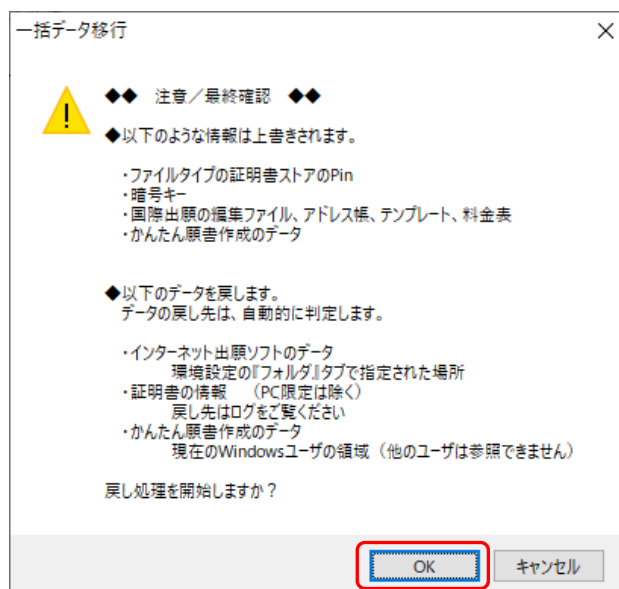 一括データ移行
◆◆ 注意／最終確認 ◆◆
◆以下のような情報は上書きされます。
・ファイルタイプの証明書ストアのPin
・暗号キー
・国際出願の編集ファイル、アドレス帳、テンプレート、料金表
・かんたん願書作成のデータ
◆以下のデータを戻します。
データの戻し先は、自動的に判定します。
・インターネット出願ソフトのデータ
環境設定の『フォルダ』タブで指定された場所
・証明書の情報 （PC限定は除く）
戻し先はログをご覧ください
・かんたん願書作成のデータ
現在のWindowsユーザの領域（他のユーザは参照できません）
戻し処理を開始しますか？
OK キャンセル